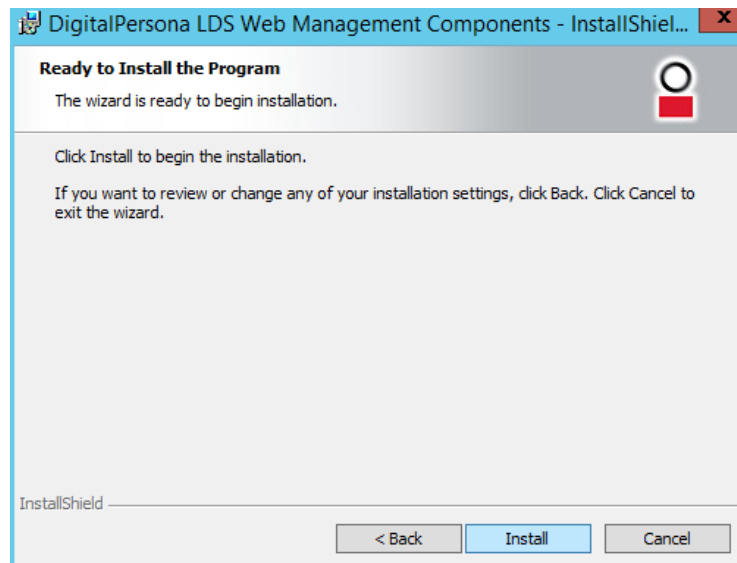 DigitalPersona LDS Web Management Components - InstallShiel...
Ready to Install the Program
The wizard is ready to begin installation.
Click Install to begin the installation.
If you want to review or change any of your installation settings, click Back. Click Cancel to
exit the wizard.
InstallShield
< Back
Install
Cancel